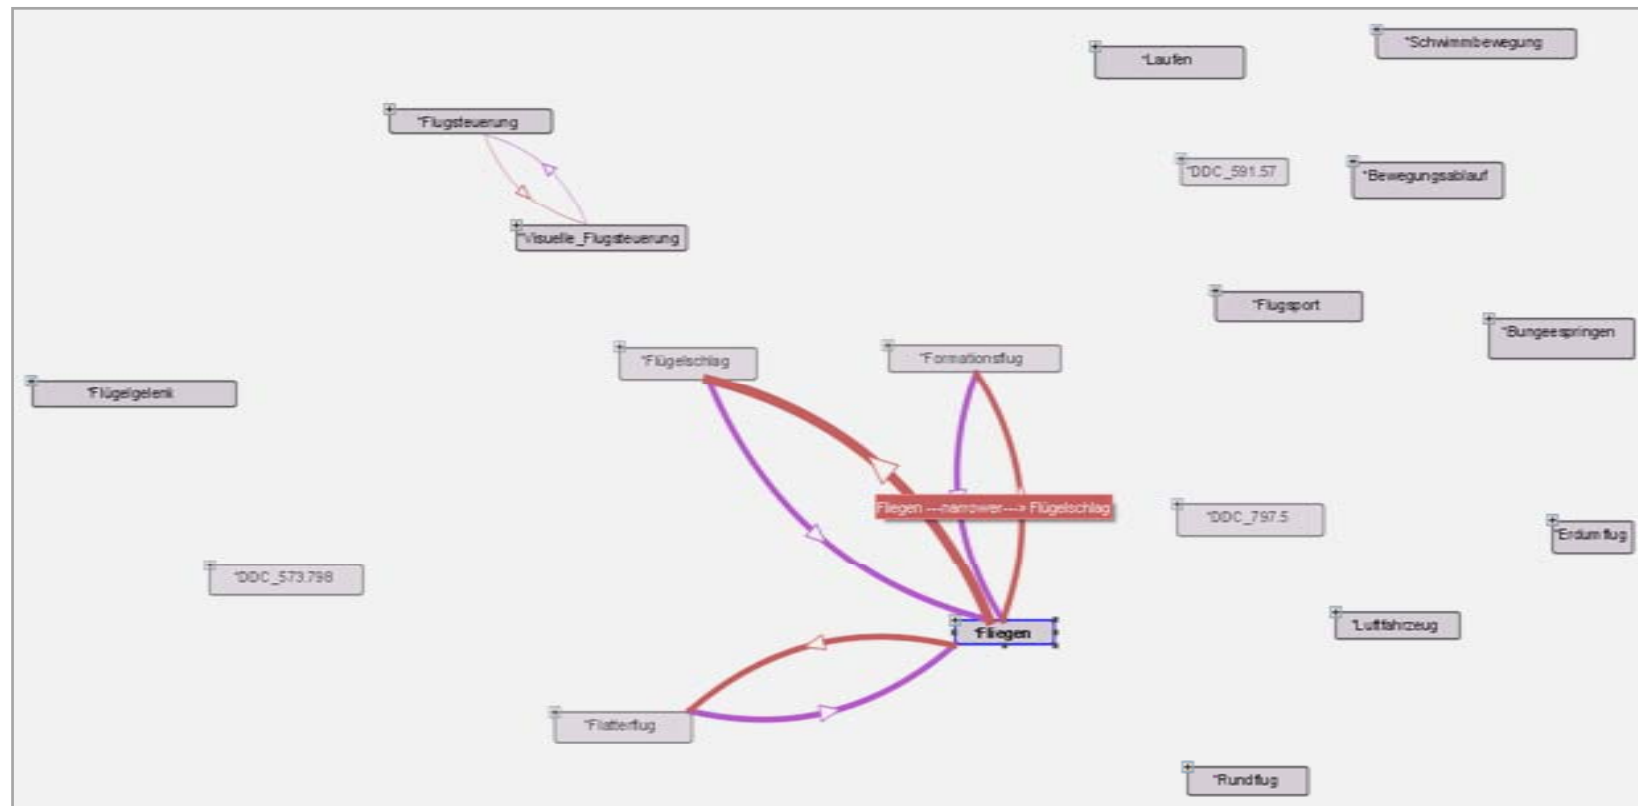 *Schwimmbewegung
*Laufen
*Flugsteuerung
*DDC_591.57
*Bewegungsablauf
*Visuelle_Flugsteuerung
*Flugsport
*Bungeespringen
*Flügelschlag
*Formationsflug
*Flügelgelenk
Fliegen ---narrower---> Flügelschlag
*DDC_797.5
*Erdumflug
*DDC_573.798
*Fliegen
*Luftfahrzeug
*Flatterflug
*Rundflug